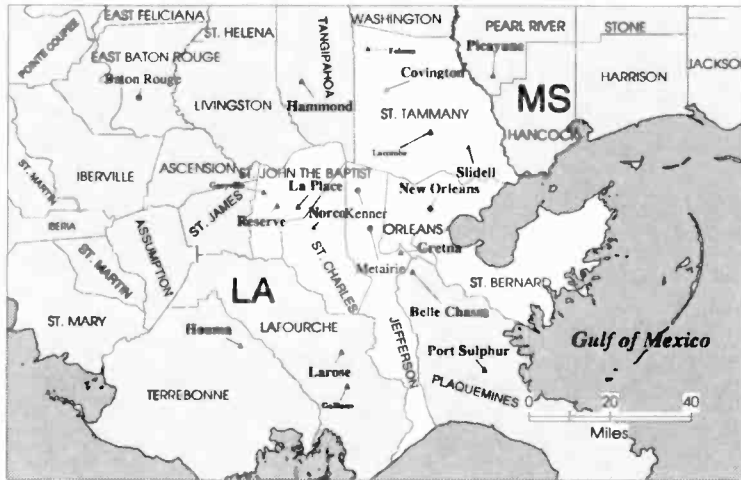 EAST FELICIANA
WASHINGTON
PEARL RIVER
STONE
POINTE COUPEE
ST. HELENA
TANGIPAHOA
Folsom
Picayune
EAST BATON ROUGE
Baton Rouge
Covington
HARRISON
JACKSON
LIVINGSTON
Hammond
ST. TAMMANY
MS
HANCOCK
Lacombe
Slidell
ST. MARTIN
IBERVILLE
ASCENSION
ST. JOHN THE BAPTIST
La Place
New Orleans
IBERIA
ASSUMPTION
ST. JAMES
Reserve
Norco
Kenner
ORLEANS
Gretna
ST. MARTIN
ST. CHARLES
Metairie
ST. BERNARD
LA
ST. MARY
Houma
LAFOURCHE
JEFFERSON
Belle Chasse
Gulf of Mexico
Larose
Port Sulphur
TERREBONNE
PLAQUEMINES
Galliano
0 20 40
Miles